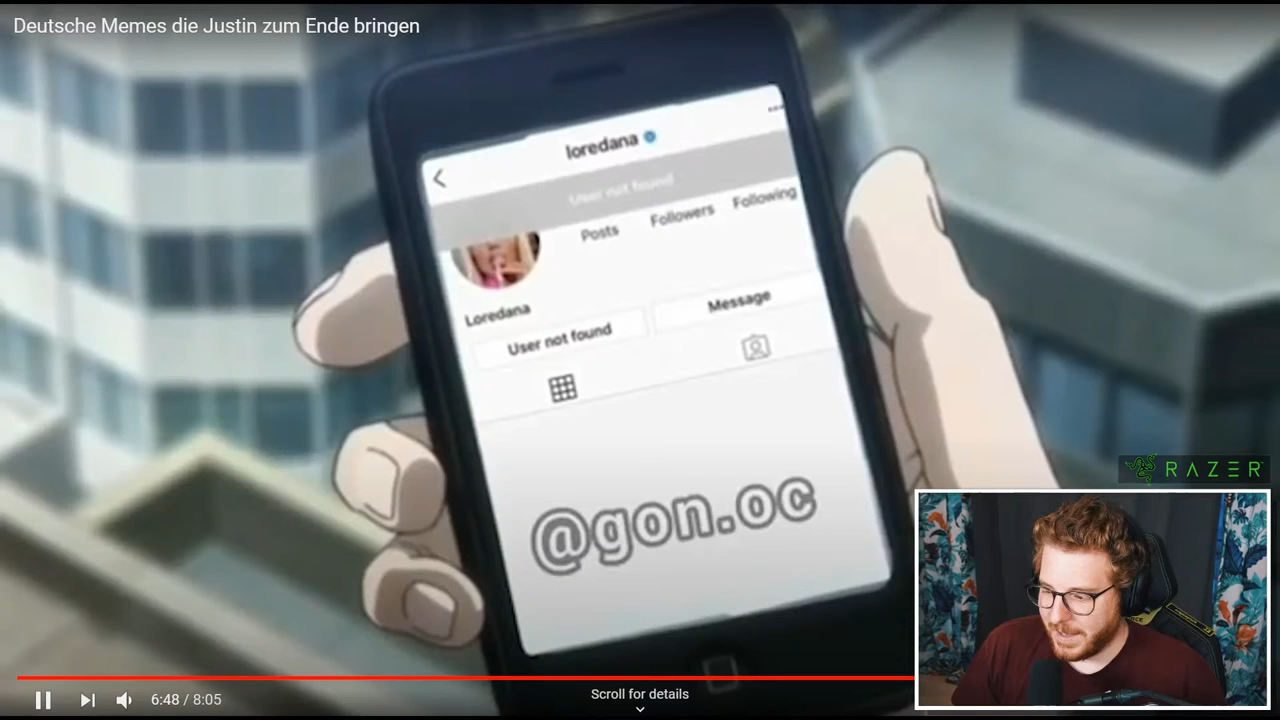 Deutsche Memes die Justin zum Ende bringen
loredana
User not found
Posts Followers Following
Loredana
User not found Message
@gon.oc
RAZER
6:48 / 8:05
Scroll for details